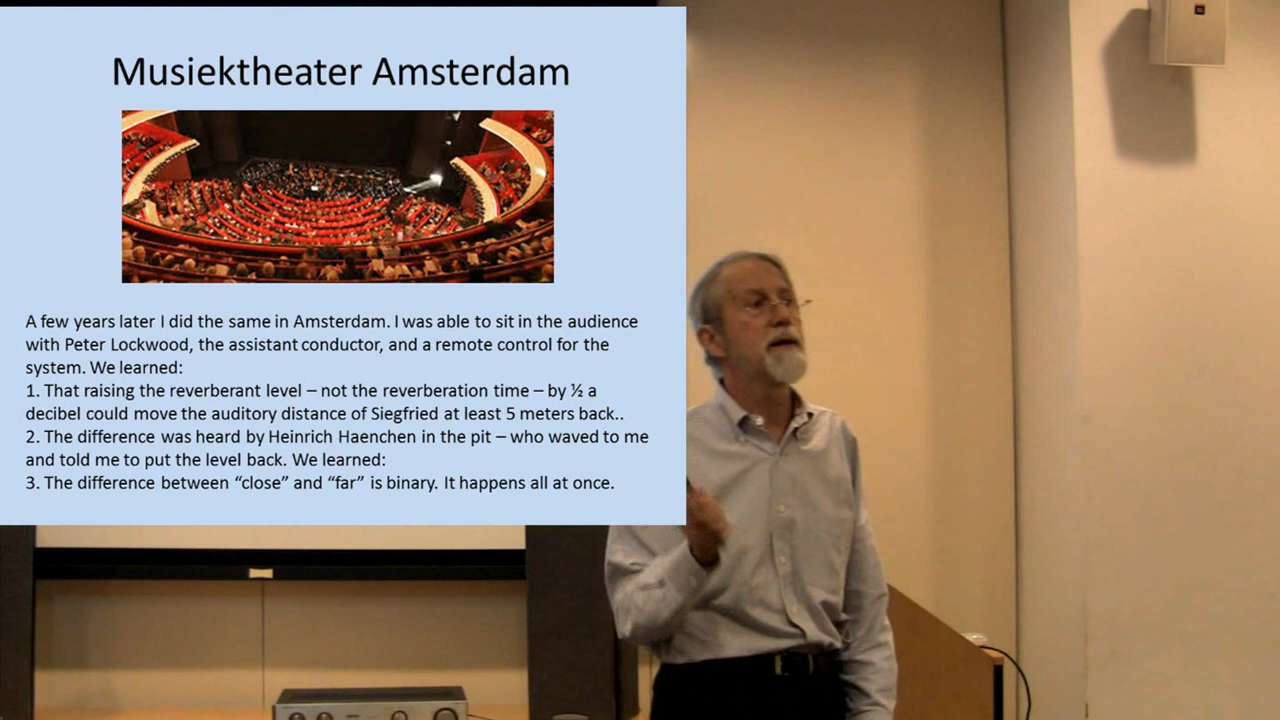 Musiektheater Amsterdam
A few years later I did the same in Amsterdam. I was able to sit in the audience
with Peter Lockwood, the assistant conductor, and a remote control for the
system. We learned:
1. That raising the reverberant level – not the reverberation time – by ½ a
decibel could move the auditory distance of Siegfried at least 5 meters back..
2. The difference was heard by Heinrich Haenchen in the pit – who waved to me
and told me to put the level back. We learned:
3. The difference between “close” and “far” is binary. It happens all at once.